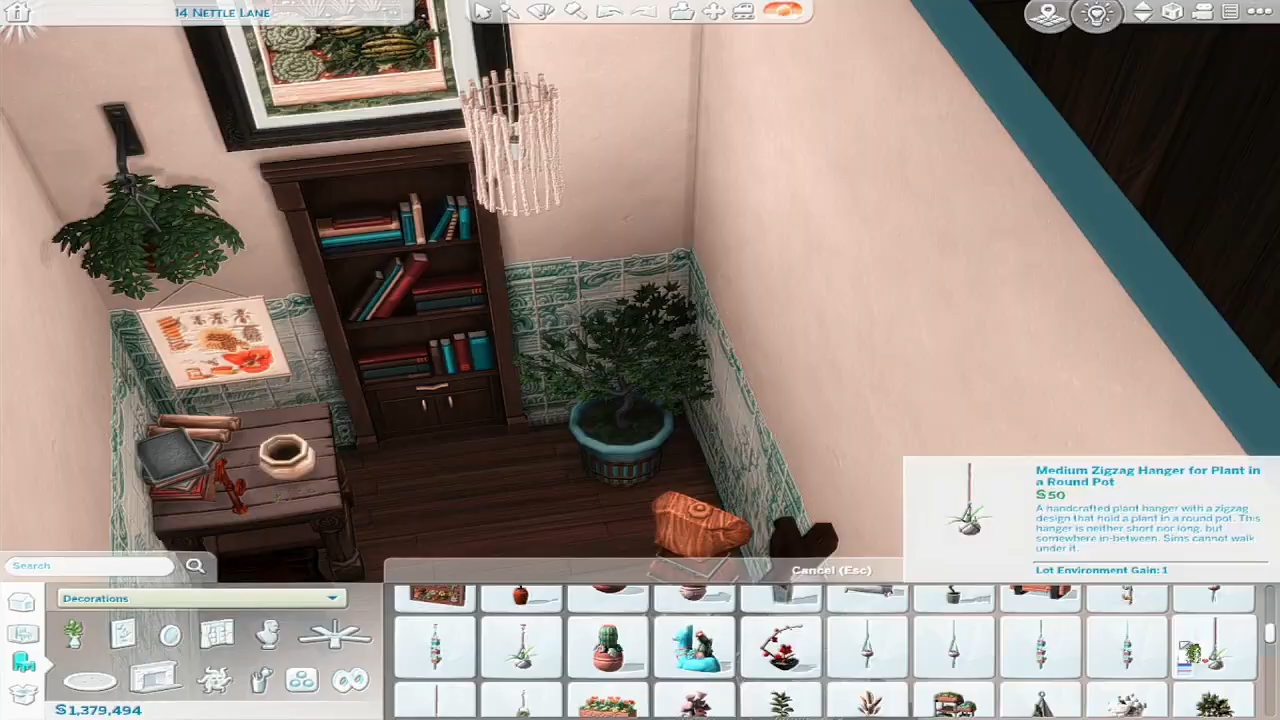 14 NETTLE LANE
Medium Zigzag Hanger for Plant in
a Round Pot
§50
A handcrafted plant hanger with a zigzag
design that hold a plant in a round pot. This
hanger is neither short nor long, but
somewhere in-between. Sims cannot walk
under it.
Lot Environment Gain: 1
Search
Cancel (Esc)
Decorations
§1,379,494